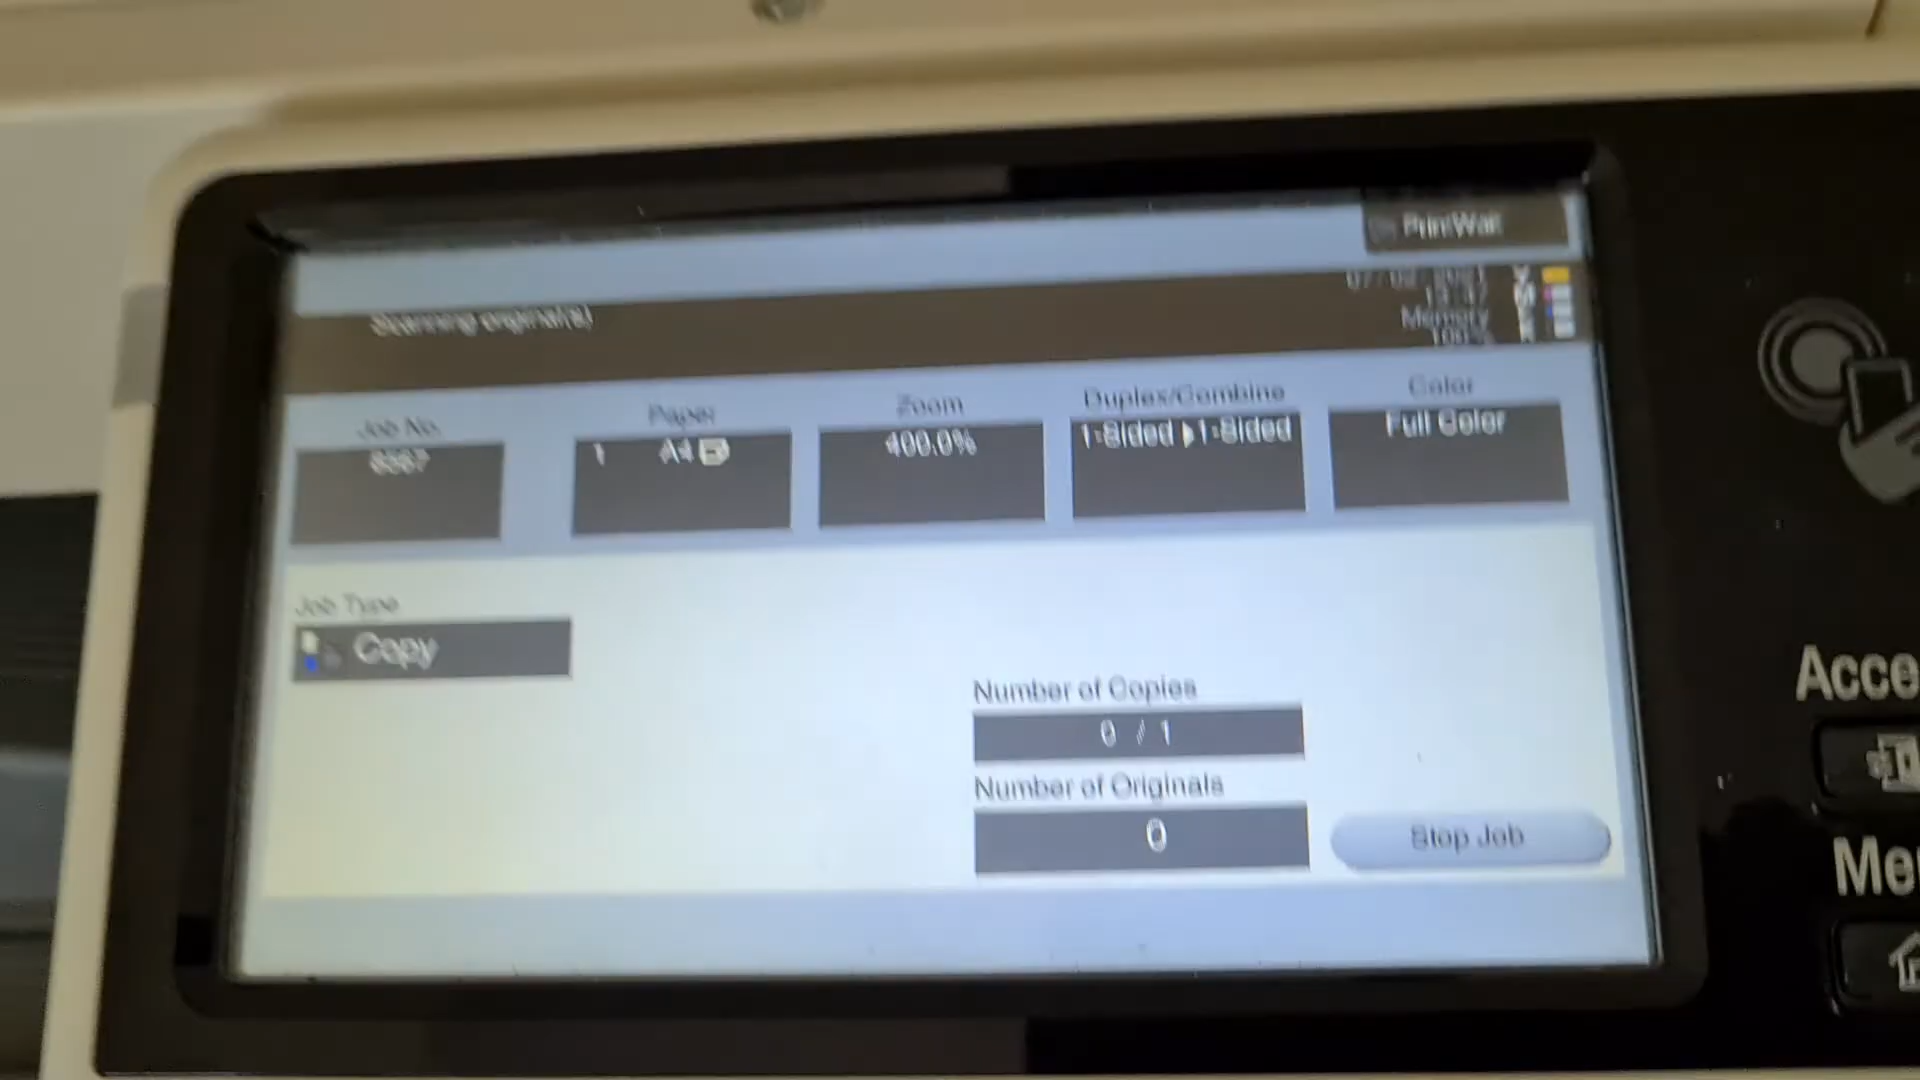 Print/Wait
Scanning original(s)
Memory
100%
Job No.
Paper
1 A4
Zoom
400.0%
Duplex/Combine
1-Sided ▶ 1-Sided
Color
Full Color
Job Type
Copy
Number of Copies
0 / 1
Number of Originals
0
Stop Job
Acce
Me